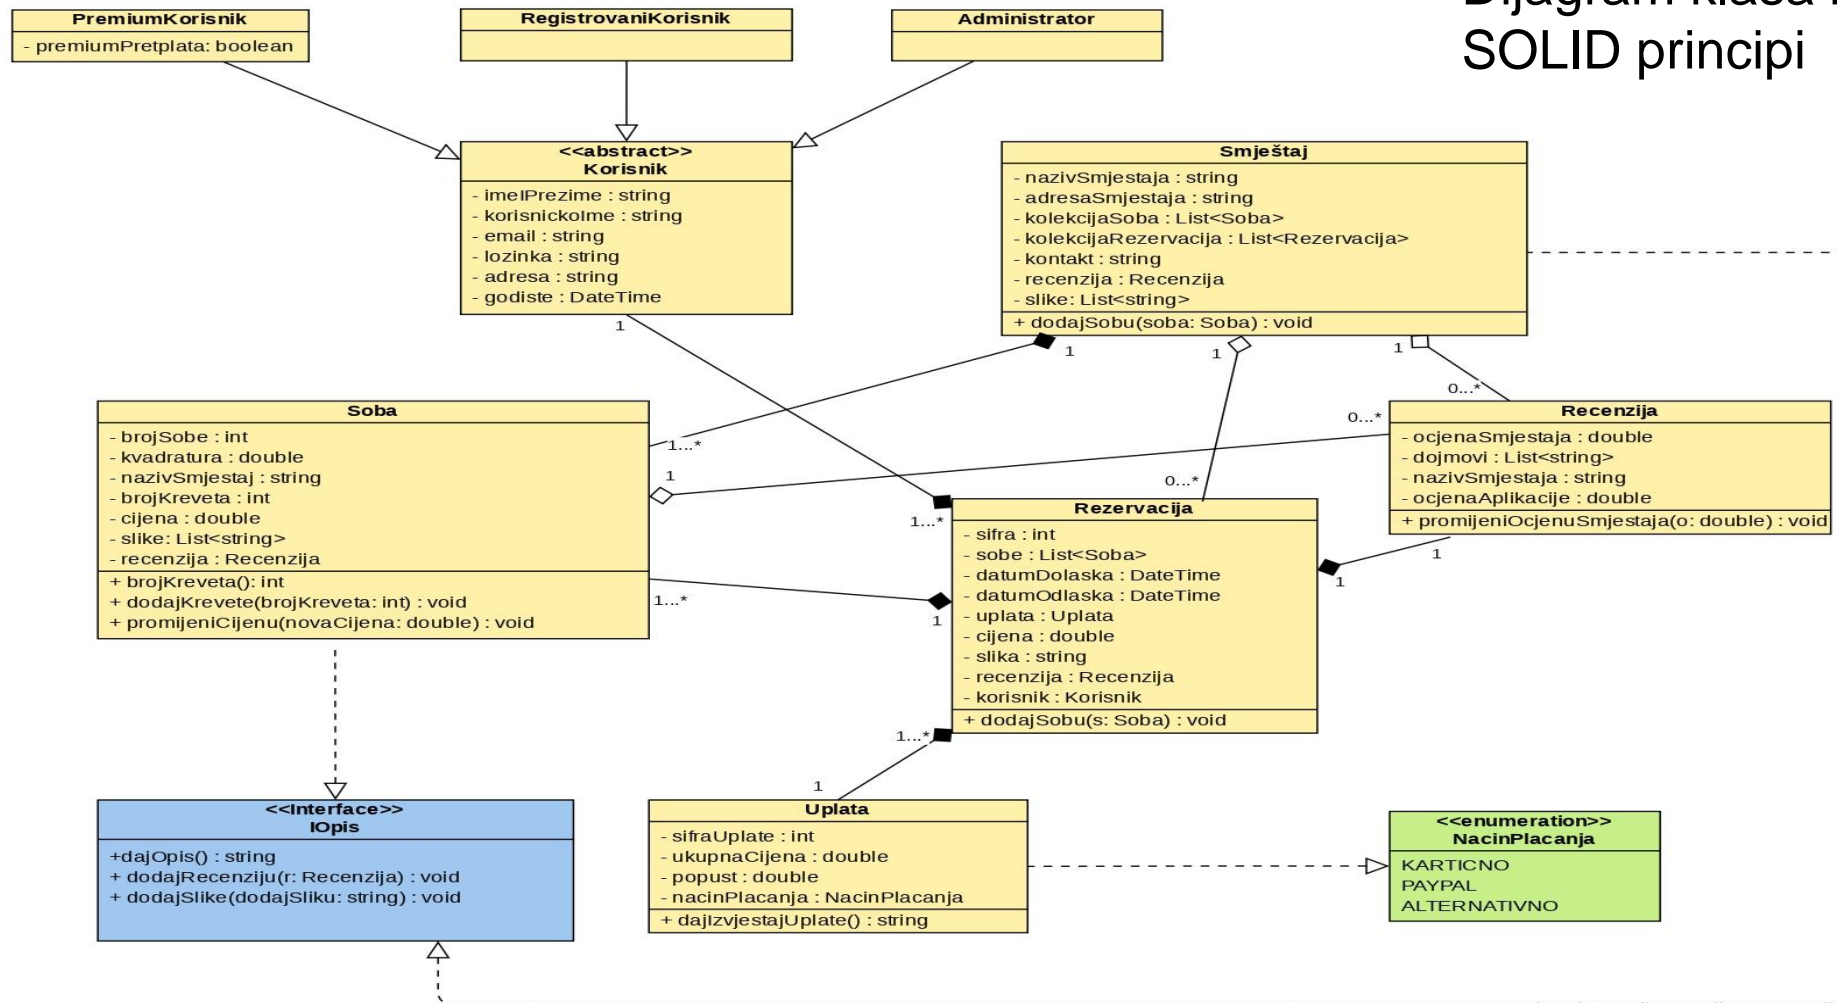 Dijagram klasa
SOLID principi
PremiumKorisnik
- premiumPretplata: boolean
RegistrovaniKorisnik
Administrator
<<abstract>>
Korisnik
- imeIPrezime : string
- korisnickoIme : string
- email : string
- lozinka : string
- adresa : string
- godiste : DateTime
1
Smještaj
- nazivSmjestaja : string
- adresaSmjestaja : string
- kolekcijaSoba : List<Soba>
- kolekcijaRezervacija : List<Rezervacija>
- kontakt : string
- recenzija : Recenzija
- slike: List<string>
+ dodajSobu(soba: Soba) : void
1
1
1
0...*
Soba
- brojSobe : int
- kvadratura : double
- nazivSmjestaj : string
- brojKreveta : int
- cijena : double
- slike: List<string>
- recenzija : Recenzija
+ brojKreveta(): int
+ dodajKrevete(brojKreveta: int) : void
+ promijeniCijenu(novaCijena: double) : void
1...*
1
1...*
0...*
Recenzija
- ocjenaSmjestaja : double
- dojmovi : List<string>
- nazivSmjestaja : string
- ocjenaAplikacije : double
+ promijeniOcjenuSmjestaja(o: double) : void
1
0...*
1...*
Rezervacija
- sifra : int
- sobe : List<Soba>
- datumDolaska : DateTime
- datumOdlaska : DateTime
- uplata : Uplata
- cijena : double
- slika : string
- recenzija : Recenzija
- korisnik : Korisnik
+ dodajSobu(s: Soba) : void
1
1
1...*
1
<<Interface>>
IOpis
+dajOpis() : string
+ dodajRecenziju(r: Recenzija) : void
+ dodajSlike(dodajSliku: string) : void
Uplata
- sifraUplate : int
- ukupnaCijena : double
- popust : double
- nacinPlacanja : NacinPlacanja
+ dajIzvjestajUplate() : string
<<enumeration>>
NacinPlacanja
KARTICNO
PAYPAL
ALTERNATIVNO